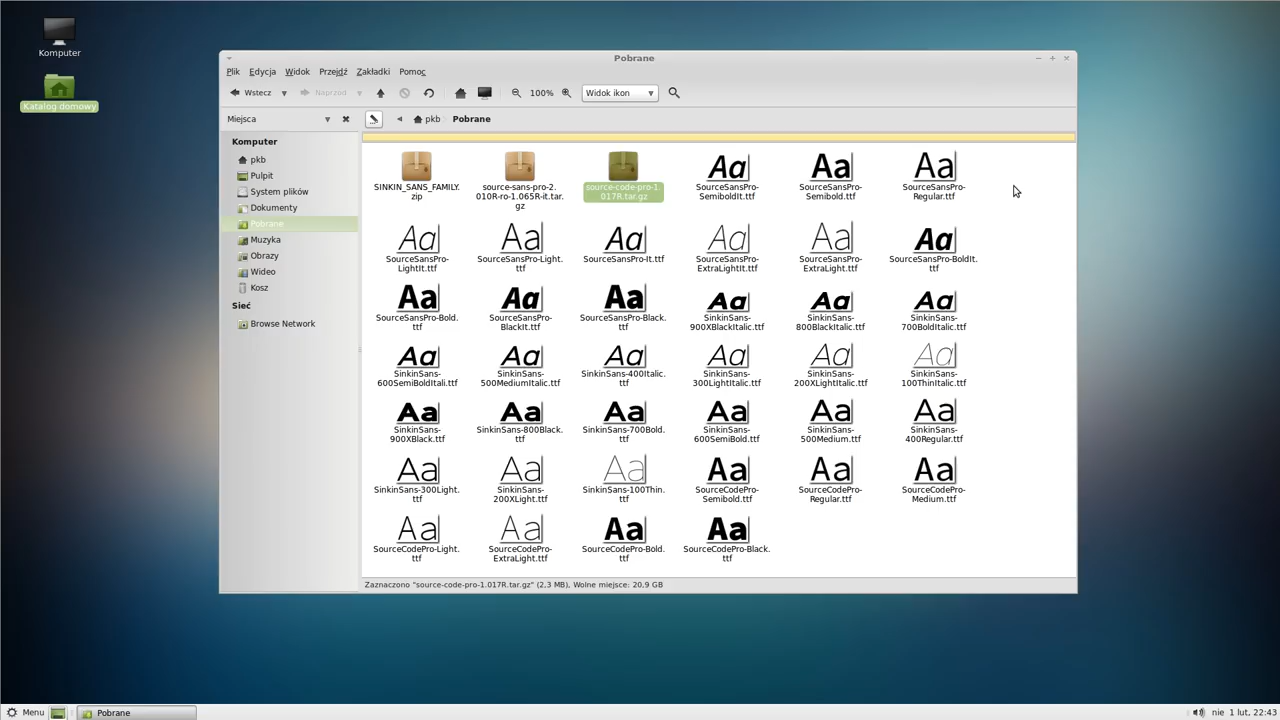 Komputer
Katalog domowy
Pobrane
Plik Edycja Widok Przejdź Zakładki Pomoc
Wstecz Naprzód 100% Widok ikon
Miejsca pkb Pobrane
Komputer
pkb
Pulpit
System plików
Dokumenty
Pobrane
Muzyka
Obrazy
Wideo
Kosz
Sieć
Browse Network
SINKIN_SANS_FAMILY.
zip
source-sans-pro-2.
010R-ro-1.065R-it.tar.
gz
source-code-pro-1.
017R.tar.gz
SourceSansPro-
SemiboldIt.ttf
SourceSansPro-
Semibold.ttf
SourceSansPro-
Regular.ttf
SourceSansPro-
LightIt.ttf
SourceSansPro-Light.
ttf
SourceSansPro-It.ttf
SourceSansPro-
ExtraLightIt.ttf
SourceSansPro-
ExtraLight.ttf
SourceSansPro-BoldIt.
ttf
SourceSansPro-Bold.
ttf
SourceSansPro-
BlackIt.ttf
SourceSansPro-Black.
ttf
SinkinSans-
900XBlackItalic.ttf
SinkinSans-
800BlackItalic.ttf
SinkinSans-
700BoldItalic.ttf
SinkinSans-
600SemiBoldItali.ttf
SinkinSans-
500MediumItalic.ttf
SinkinSans-400Italic.
ttf
SinkinSans-
300LightItalic.ttf
SinkinSans-
200XLightItalic.ttf
SinkinSans-
100ThinItalic.ttf
SinkinSans-
900XBlack.ttf
SinkinSans-800Black.
ttf
SinkinSans-700Bold.
ttf
SinkinSans-
600SemiBold.ttf
SinkinSans-
500Medium.ttf
SinkinSans-
400Regular.ttf
SinkinSans-300Light.
ttf
SinkinSans-
200XLight.ttf
SinkinSans-100Thin.
ttf
SourceCodePro-
Semibold.ttf
SourceCodePro-
Regular.ttf
SourceCodePro-
Medium.ttf
SourceCodePro-Light.
ttf
SourceCodePro-
ExtraLight.ttf
SourceCodePro-Bold.
ttf
SourceCodePro-Black.
ttf
Zaznaczono "source-code-pro-1.017R.tar.gz" (2,3 MB), Wolne miejsce: 20,9 GB
Menu Pobrane nie 1 lut, 22:43